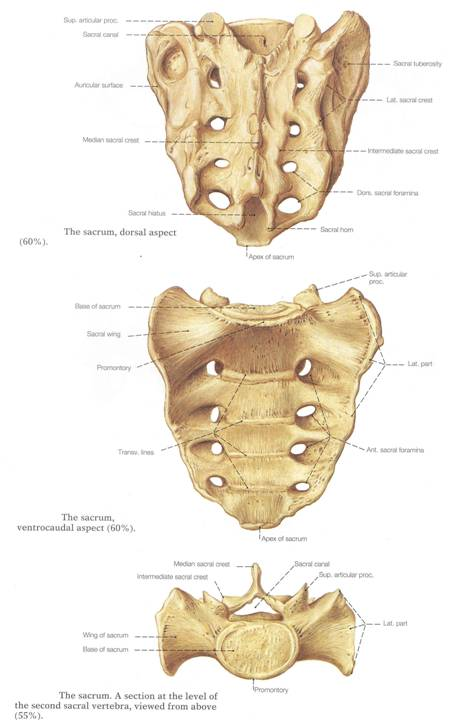 Sup. articular proc.
Sacral canal
Sacral tuberosity
Auricular surface
Lat. sacral crest
Median sacral crest
Intermediate sacral crest
Dors. sacral foramina
Sacral hiatus
Sacral horn
The sacrum, dorsal aspect
(60%).
Apex of sacrum
Sup. articular
proc.
Base of sacrum
Sacral wing
Promontory
Lat. part
Transv. lines
Ant. sacral foramina
The sacrum,
ventrocaudal aspect (60%).
Apex of sacrum
Median sacral crest
Sacral canal
Intermediate sacral crest
Sup. articular proc.
Lat. part
Wing of sacrum
Base of sacrum
Promontory
The sacrum. A section at the level of
the second sacral vertebra, viewed from above
(55%).